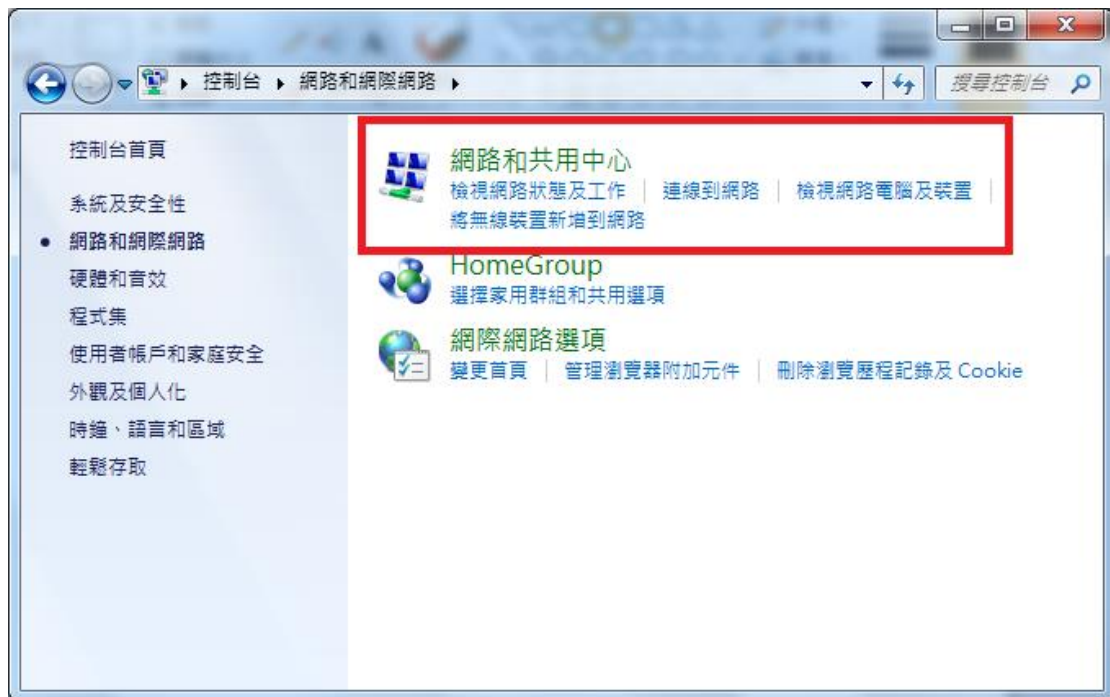 控制台 ▸ 網路和網際網路 ▸
搜尋控制台
控制台首頁
系統及安全性
網路和網際網路
硬體和音效
程式集
使用者帳戶和家庭安全
外觀及個人化
時鐘、語言和區域
輕鬆存取
網路和共用中心
檢視網路狀態及工作 | 連線到網路 | 檢視網路電腦及裝置 |
將無線裝置新增到網路
HomeGroup
選擇家用群組和共用選項
網際網路選項
變更首頁 | 管理瀏覽器附加元件 | 刪除瀏覽歷程記錄及 Cookie